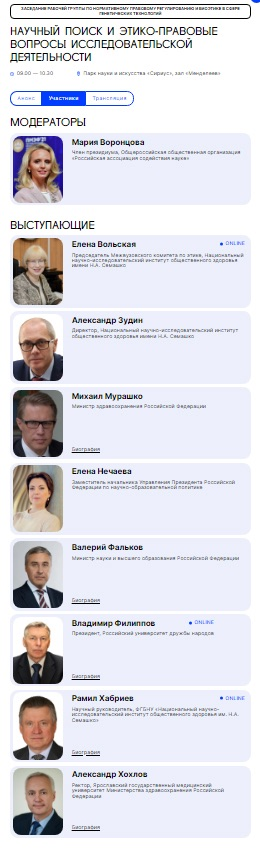 ЗАСЕДАНИЕ РАБОЧЕЙ ГРУППЫ ПО НОРМАТИВНОМУ ПРАВОВОМУ РЕГУЛИРОВАНИЮ И БИОЭТИКЕ В СФЕРЕ
ГЕНЕТИЧЕСКИХ ТЕХНОЛОГИЙ
НАУЧНЫЙ ПОИСК И ЭТИКО-ПРАВОВЫЕ
ВОПРОСЫ ИССЛЕДОВАТЕЛЬСКОЙ
ДЕЯТЕЛЬНОСТИ
09.00 — 10.30
Парк науки и искусства «Сириус», зал «Менделеев»
Анонс
Участники
Трансляция
МОДЕРАТОРЫ
Мария Воронцова
Член президиума, Общероссийская общественная организация
«Российская ассоциация содействия науке»
ВЫСТУПАЮЩИЕ
Елена Вольская
ONLINE
Председатель Межвузовского комитета по этике, Национальный
научно-исследовательский институт общественного здоровья
имени Н.А. Семашко
Александр Зудин
Директор, Национальный научно-исследовательский институт
общественного здоровья имени Н.А. Семашко
Михаил Мурашко
Министр здравоохранения Российской Федерации
Биография
Елена Нечаева
Заместитель начальника Управления Президента Российской
Федерации по научно-образовательной политике
Валерий Фальков
Министр науки и высшего образования Российской Федерации
Биография
Владимир Филиппов
ONLINE
Президент, Российский университет дружбы народов
Биография
Рамил Хабриев
ONLINE
Научный руководитель, ФГБНУ «Национальный научно-
исследовательский институт общественного здоровья им. Н.А.
Семашко»
Биография
Александр Хохлов
Ректор, Ярославский государственный медицинский
университет Министерства здравоохранения Российской
Федерации
Биография